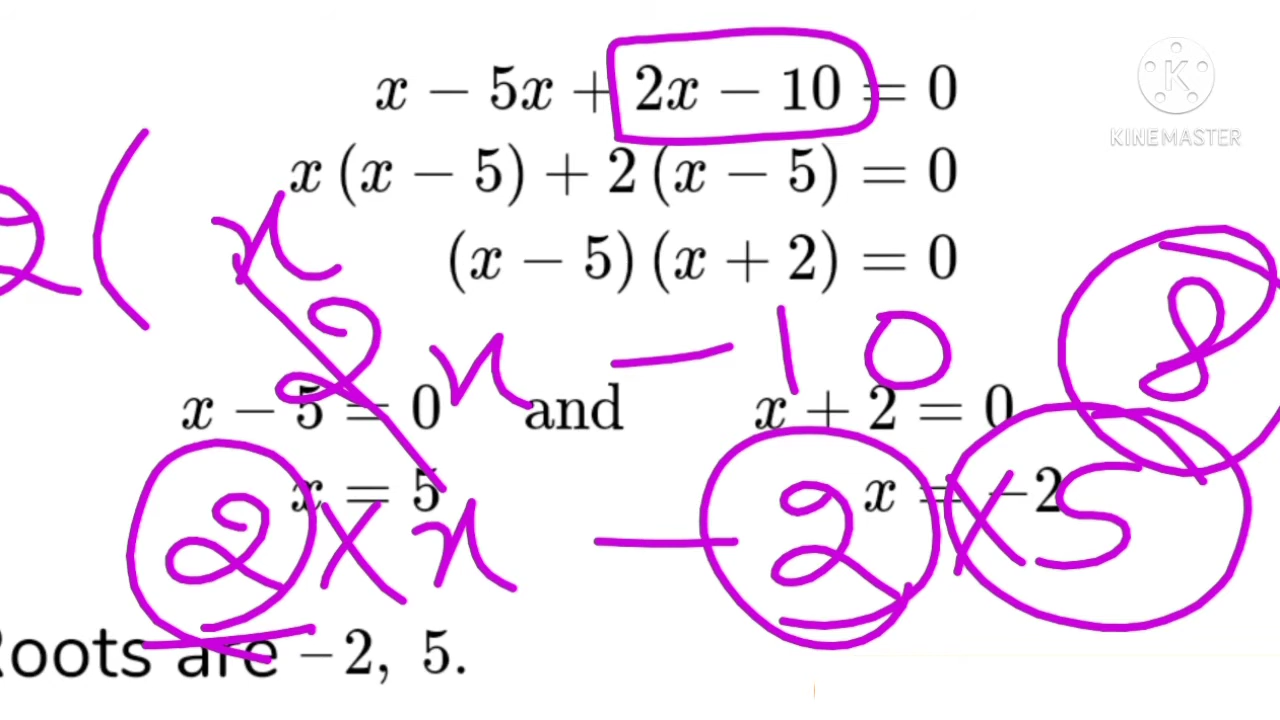 x − 5x + 2x − 10 = 0
KINEMASTER
x (x − 5) + 2 (x − 5) = 0
2 ( x
(x − 5) (x + 2) = 0
2x − 10
8
x − 5 = 0 and x + 2 = 0
x = 5 x = −2
2 × x − 2 × 5
Roots are −2, 5.